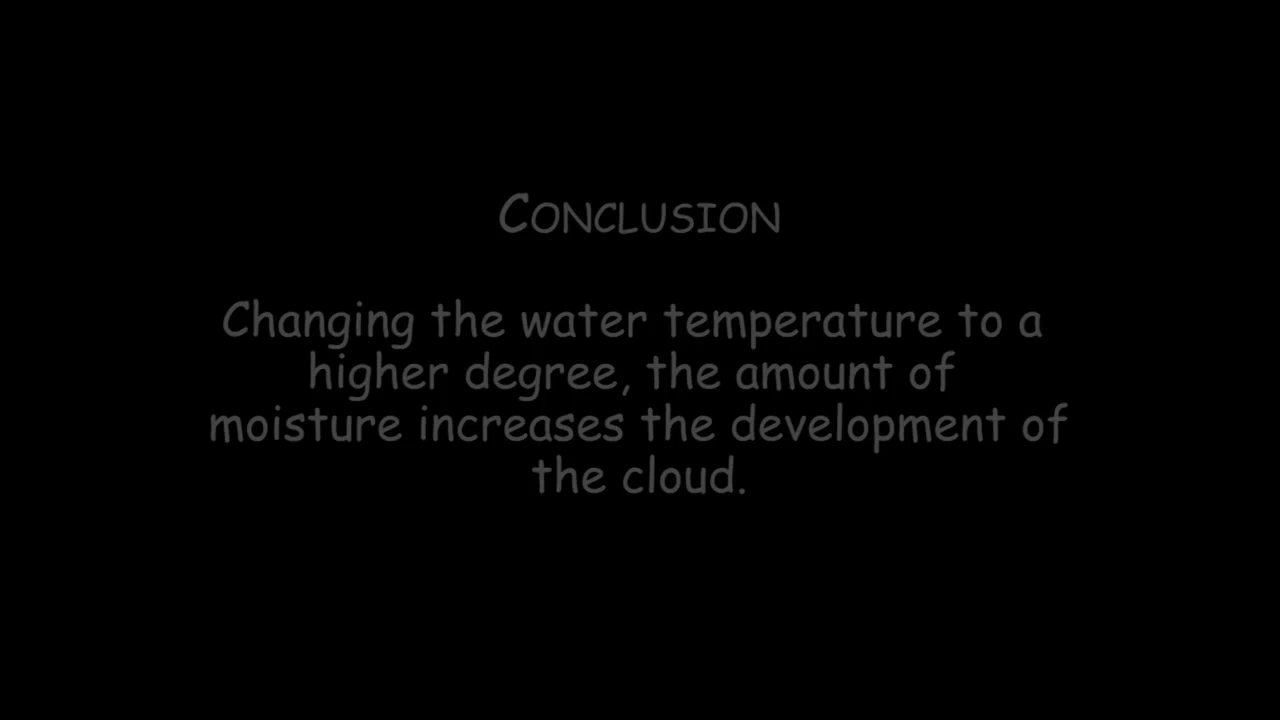 CONCLUSION
Changing the water temperature to a
higher degree, the amount of
moisture increases the development of
the cloud.